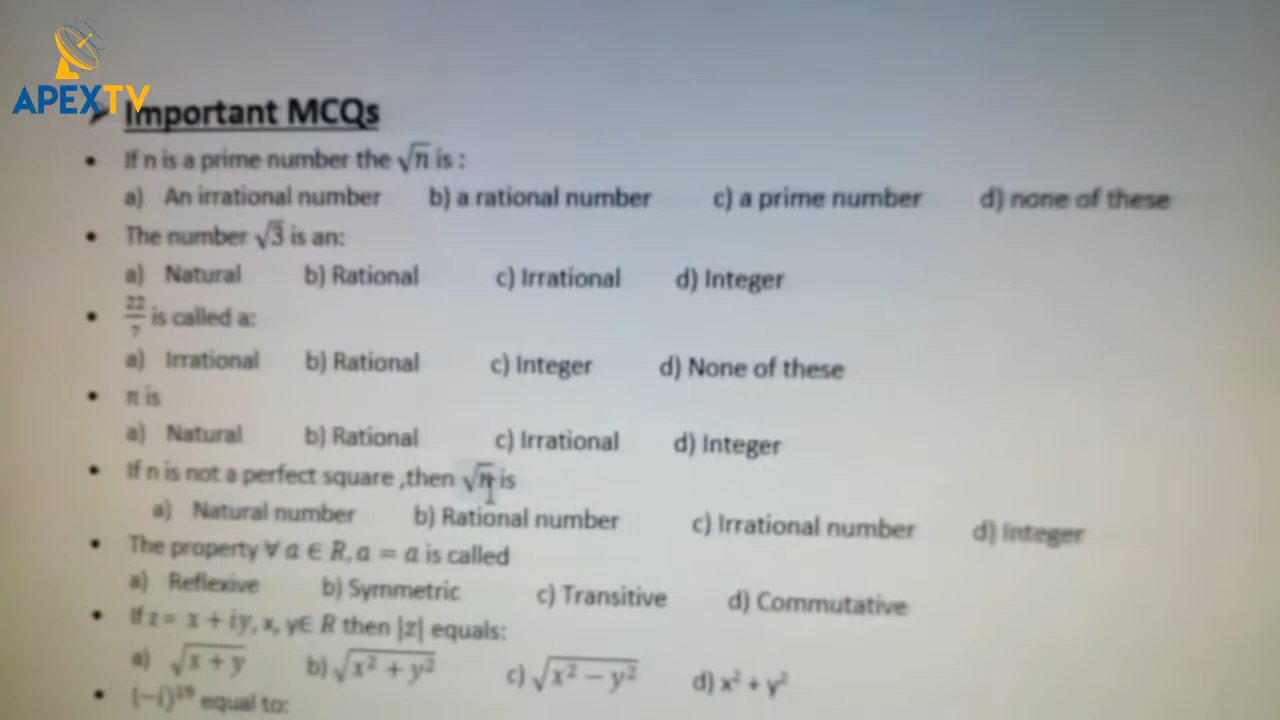 APEXTV
Important MCQs
• If n is a prime number the √n is :
a) An irrational number b) a rational number c) a prime number d) none of these
• The number √3 is an:
a) Natural b) Rational c) Irrational d) Integer
• 22/7 is called a:
a) Irrational b) Rational c) Integer d) None of these
• π is
a) Natural b) Rational c) Irrational d) Integer
• If n is not a perfect square ,then √n is
a) Natural number b) Rational number c) Irrational number d) Integer
• The property ∀ a ∈ R, a = a is called
a) Reflexive b) Symmetric c) Transitive d) Commutative
• If z = x + iy, x, y∈ R then |z| equals:
a) √(x + y) b) √(x² + y²) c) √(x² − y²) d) x² + y²
• (−i)¹⁹ equal to: